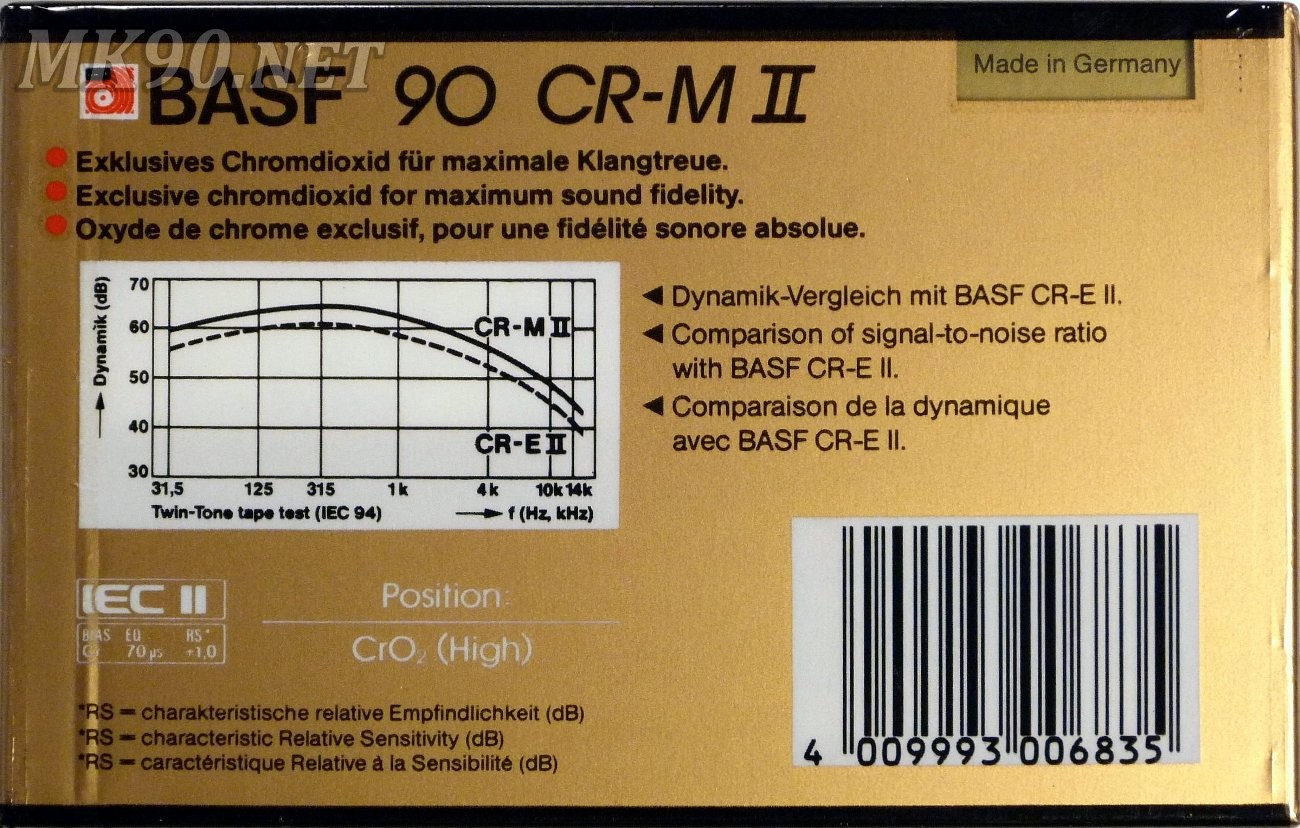 MK90.NET
BASF 90 CR-M II
Made in Germany
Exklusives Chromdioxid für maximale Klangtreue.
Exclusive chromdioxid for maximum sound fidelity.
Oxyde de chrome exclusif, pour une fidélité sonore absolue.
Dynamik (dB)
70
60
50
40
30
CR-M II
CR-E II
31,5 125 315 1k 4k 10k 14k
Twin-Tone tape test (IEC 94) f (Hz, kHz)
Dynamik-Vergleich mit BASF CR-E II.
Comparison of signal-to-noise ratio
with BASF CR-E II.
Comparaison de la dynamique
avec BASF CR-E II.
IEC II
BIAS EQ RS*
70 µs +1,0
Position:
CrO₂ (High)
*RS = charakteristische relative Empfindlichkeit (dB)
*RS = characteristic Relative Sensitivity (dB)
*RS = caractéristique Relative à la Sensibilité (dB)
4 009993 006835